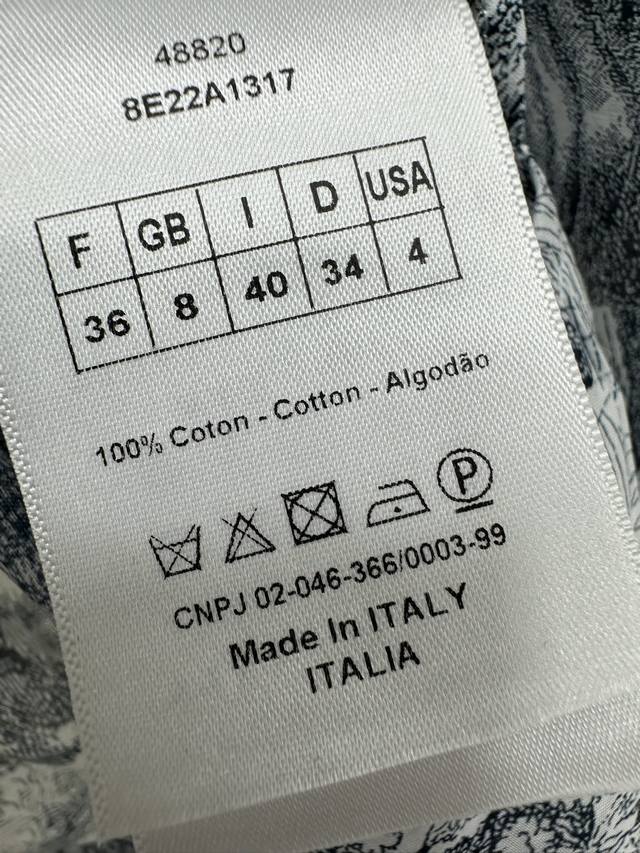 48820
8E22A1317
F GB I D USA
36 8 40 34 4
100% Coton - Cotton - Algodão
P
CNPJ 02-046-366/0003-99
Made In ITALY
ITALIA